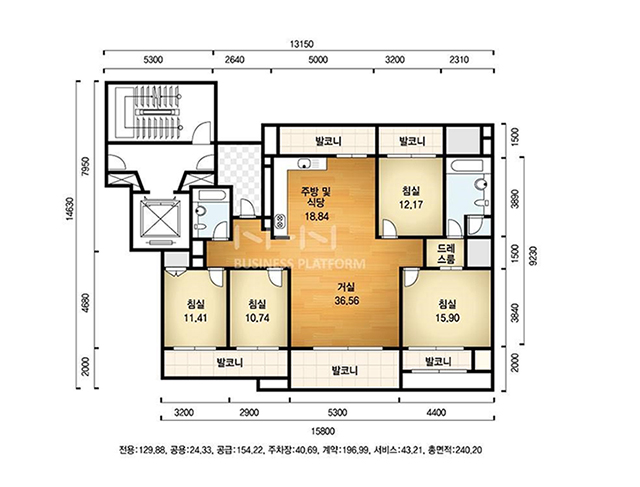 13150
5300 2640 5000 3200 2310
발코니 발코니
1500
7950
14630
주방 및
식당
18.84
침실
12.17
3890
NPN
BUSINESS PLATFORM
드레
스룸
1500
9230
거실
36.56
침실
11.41
침실
10.74
침실
15.90
4680
3840
발코니 발코니 발코니
2000 2000
3200 2900 5300 4400
15800
전용:129,88, 공용:24,33, 공급:154,22, 주차장:40,69, 계약:196,99, 서비스:43,21, 총면적:240,20